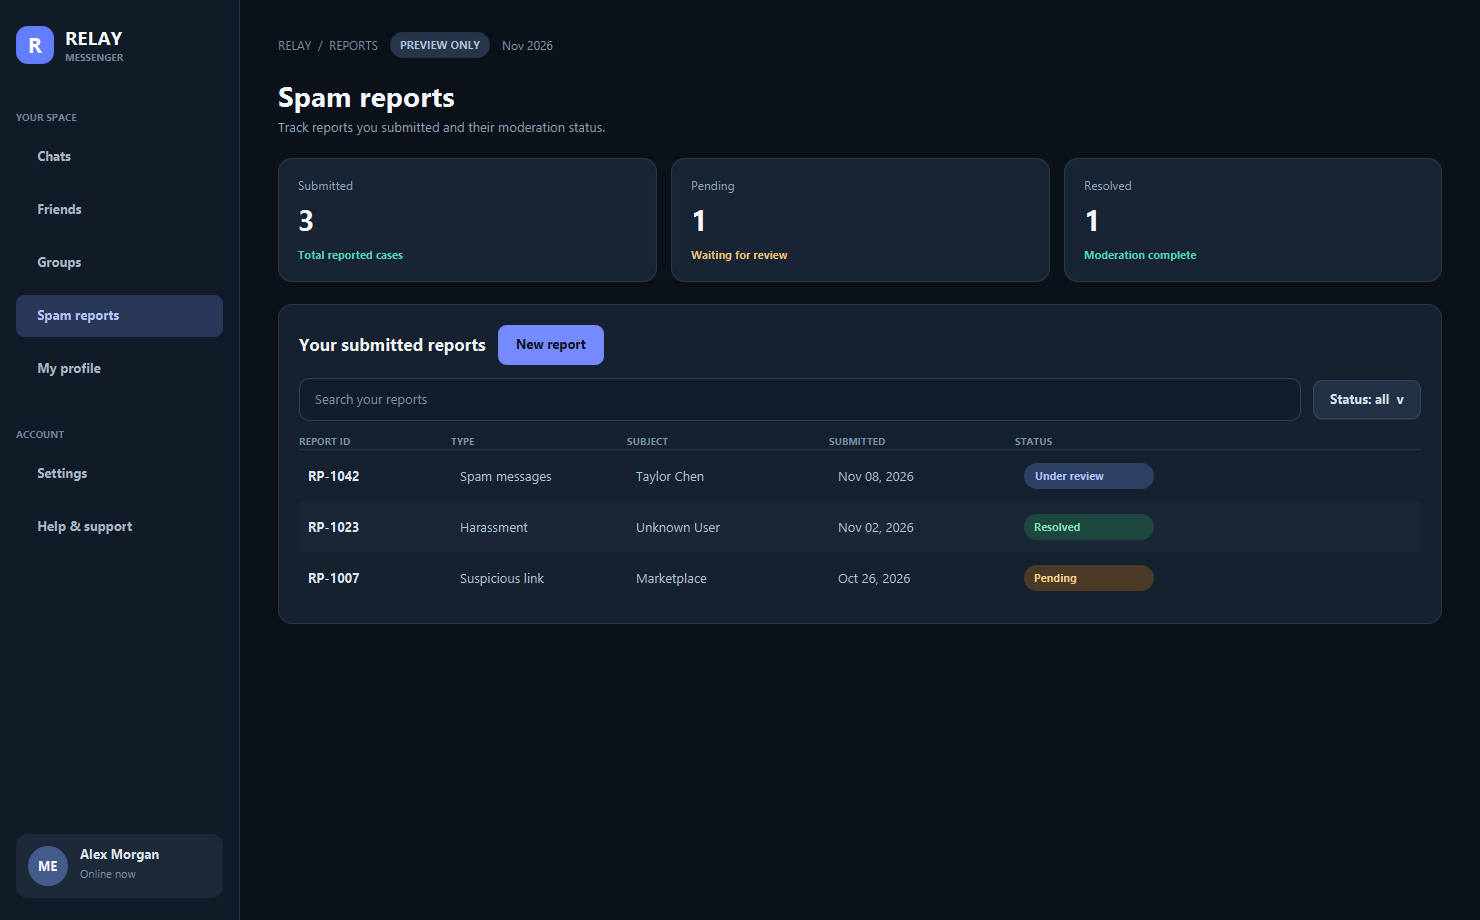 R
RELAY
MESSENGER
YOUR SPACE
Chats
Friends
Groups
Spam reports
My profile
ACCOUNT
Settings
Help & support
ME
Alex Morgan
Online now
RELAY / REPORTS PREVIEW ONLY Nov 2026
Spam reports
Track reports you submitted and their moderation status.
Submitted
3
Total reported cases
Pending
1
Waiting for review
Resolved
1
Moderation complete
Your submitted reports New report
Search your reports Status: all v
REPORT ID TYPE SUBJECT SUBMITTED STATUS
RP-1042 Spam messages Taylor Chen Nov 08, 2026 Under review
RP-1023 Harassment Unknown User Nov 02, 2026 Resolved
RP-1007 Suspicious link Marketplace Oct 26, 2026 Pending